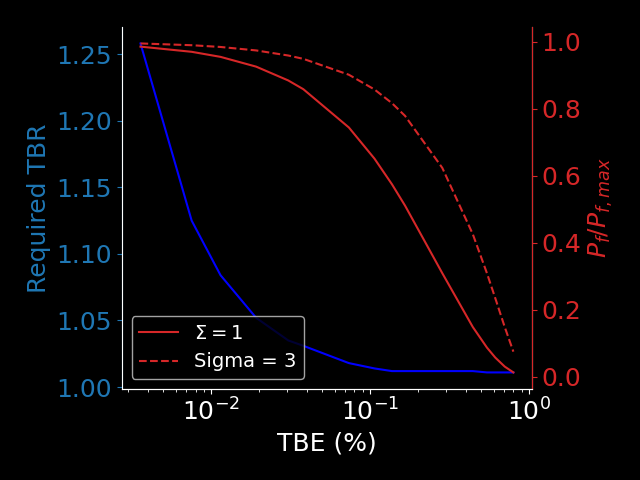 1.25
1.20
1.15
1.10
1.05
1.00
Required TBR
1.0
0.8
0.6
0.4
0.2
0.0
P_f/P_{f,max}
Σ = 1
Sigma = 3
10⁻² 10⁻¹ 10⁰
TBE (%)